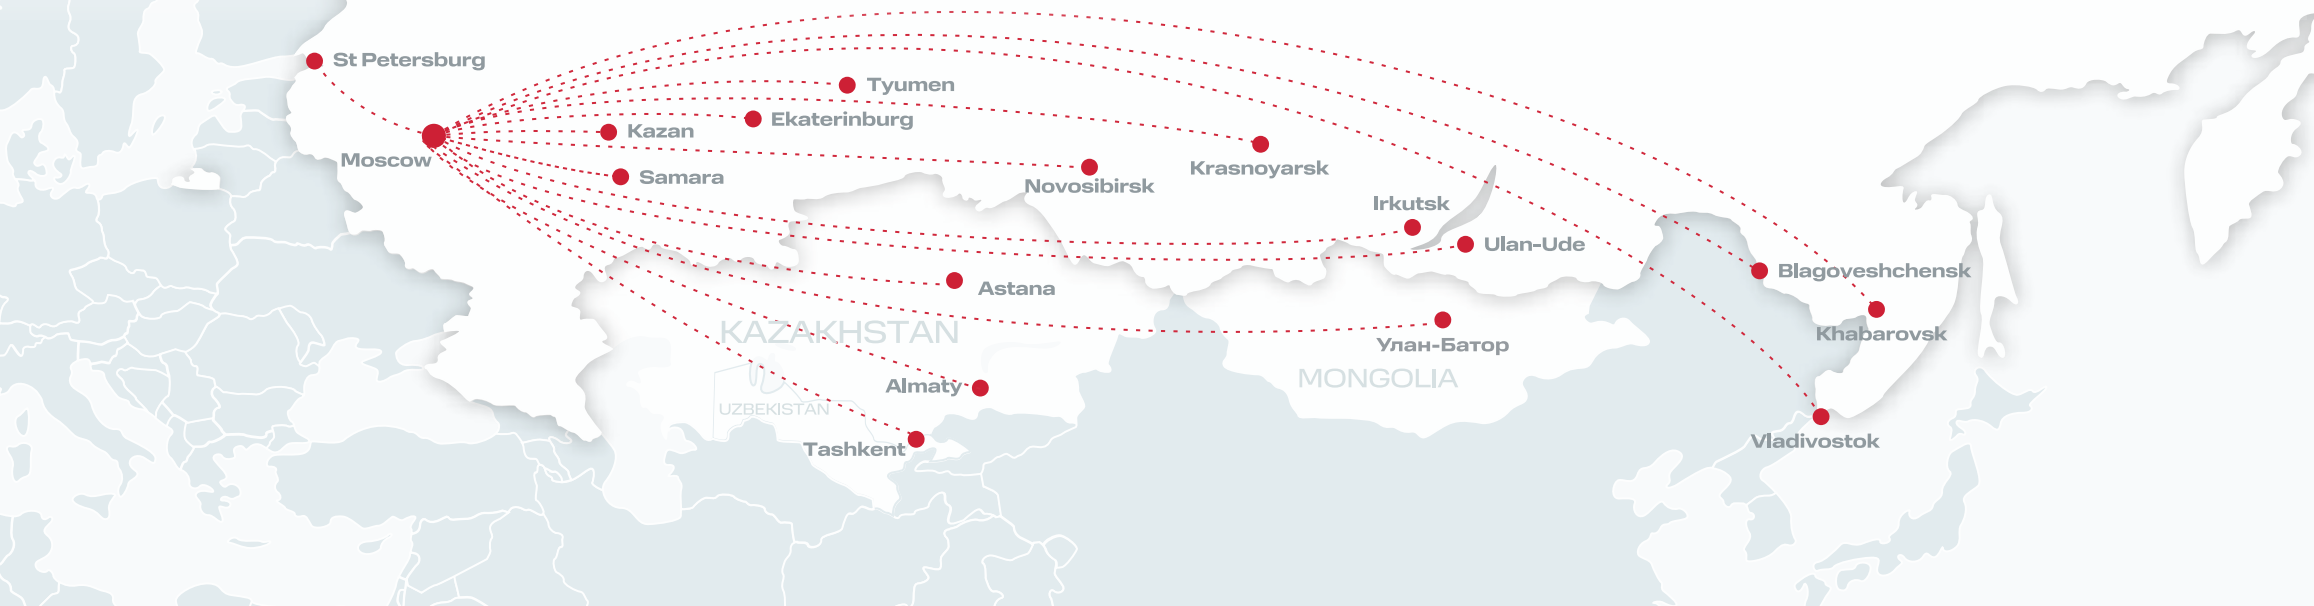 St Petersburg
Tyumen
Ekaterinburg
Kazan
Moscow
Krasnoyarsk
Samara
Novosibirsk
Irkutsk
Ulan-Ude
Blagoveshchensk
Astana
KAZAKHSTAN
Khabarovsk
Улан-Батор
MONGOLIA
Almaty
UZBEKISTAN
Vladivostok
Tashkent